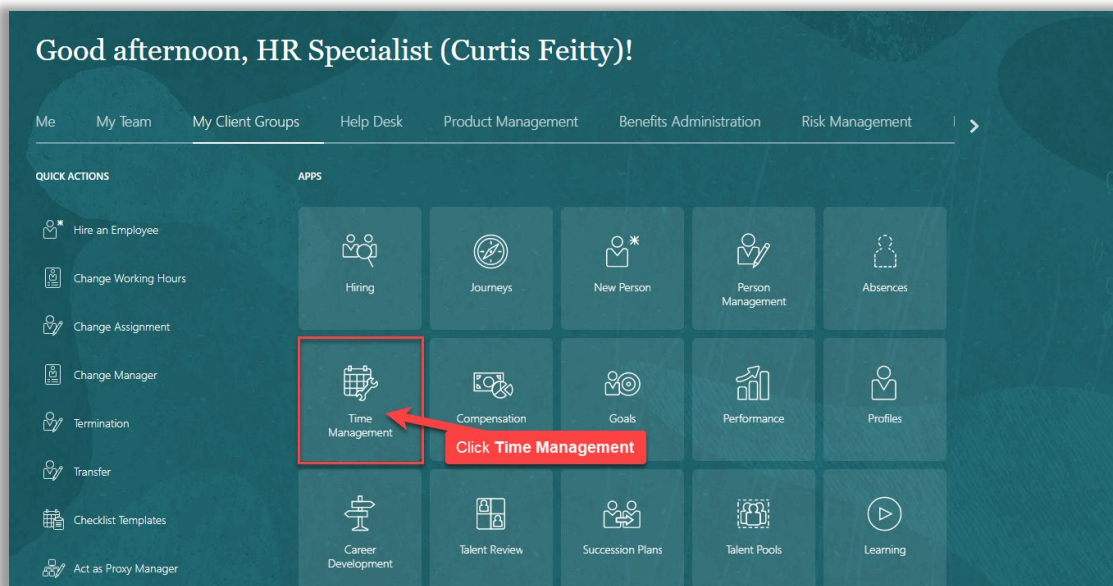 Good afternoon, HR Specialist (Curtis Feitty)!
Me
My Team
My Client Groups
Help Desk
Product Management
Benefits Administration
Risk Management
QUICK ACTIONS
Hire an Employee
Change Working Hours
Change Assignment
Change Manager
Termination
Transfer
Checklist Templates
Act as Proxy Manager
APPS
Hiring
Journeys
New Person
Person
Management
Absences
Time
Management
Compensation
Goals
Performance
Profiles
Click Time Management
Career
Development
Talent Review
Succession Plans
Talent Pools
Learning